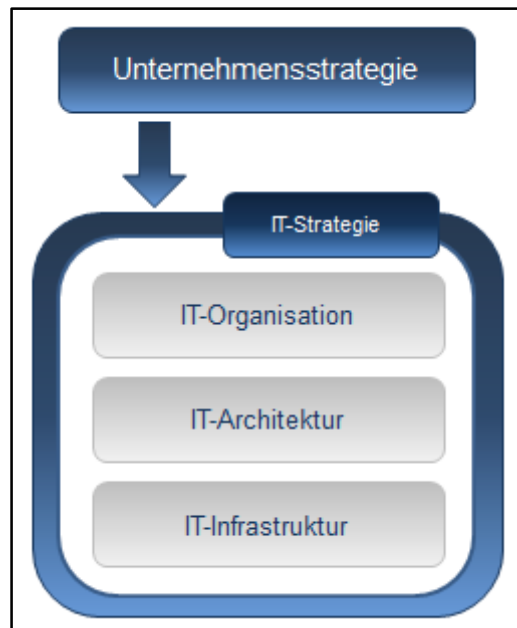 Unternehmensstrategie
IT-Strategie
IT-Organisation
IT-Architektur
IT-Infrastruktur